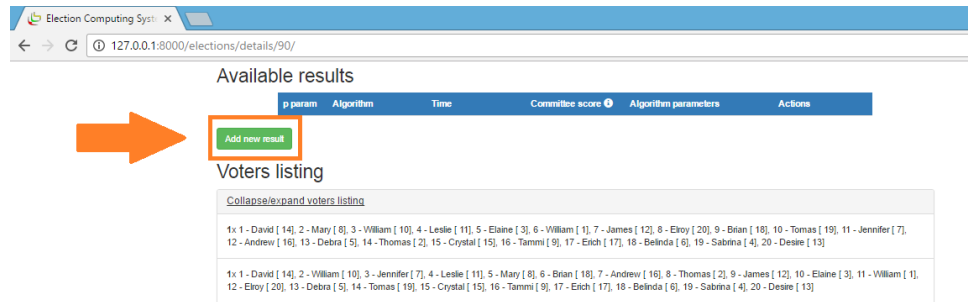 Election Computing Syste
127.0.0.1:8000/elections/details/90/
Available results
p param Algorithm Time Committee score Algorithm parameters Actions
Add new result
Voters listing
Collapse/expand voters listing
1x 1 - David [ 14], 2 - Mary [ 8], 3 - William [ 10], 4 - Leslie [ 11], 5 - Elaine [ 3], 6 - William [ 1], 7 - James [ 12], 8 - Elroy [ 20], 9 - Brian [ 18], 10 - Tomas [ 19], 11 - Jennifer [ 7],
12 - Andrew [ 16], 13 - Debra [ 5], 14 - Thomas [ 2], 15 - Crystal [ 15], 16 - Tammi [ 9], 17 - Erich [ 17], 18 - Belinda [ 6], 19 - Sabrina [ 4], 20 - Desire [ 13]
1x 1 - David [ 14], 2 - William [ 10], 3 - Jennifer [ 7], 4 - Leslie [ 11], 5 - Mary [ 8], 6 - Brian [ 18], 7 - Andrew [ 16], 8 - Thomas [ 2], 9 - James [ 12], 10 - Elaine [ 3], 11 - William [ 1],
12 - Elroy [ 20], 13 - Debra [ 5], 14 - Tomas [ 19], 15 - Crystal [ 15], 16 - Tammi [ 9], 17 - Erich [ 17], 18 - Belinda [ 6], 19 - Sabrina [ 4], 20 - Desire [ 13]